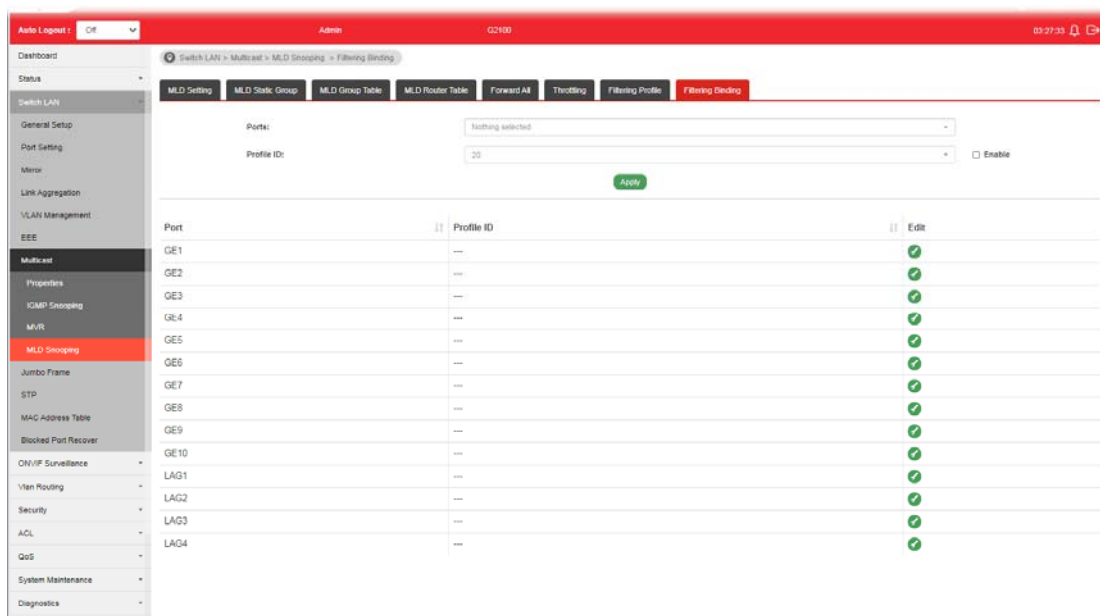 Auto Logout : Off Admin G2100 03:27:33
Dashboard
Status
Switch LAN
General Setup
Port Setting
Mirror
Link Aggregation
VLAN Management
EEE
Multicast
Properties
IGMP Snooping
MVR
MLD Snooping
Jumbo Frame
STP
MAC Address Table
Blocked Port Recover
ONVIF Surveillance
Vlan Routing
Security
ACL
QoS
System Maintenance
Diagnostics
Switch LAN > Multicast > MLD Snooping > Filtering Binding
MLD Setting MLD Static Group MLD Group Table MLD Router Table Forward All Throttling Filtering Profile Filtering Binding
Ports: Nothing selected
Profile ID: 20 Enable
Apply
Port Profile ID Edit
GE1 ---
GE2 ---
GE3 ---
GE4 ---
GE5 ---
GE6 ---
GE7 ---
GE8 ---
GE9 ---
GE10 ---
LAG1 ---
LAG2 ---
LAG3 ---
LAG4 ---